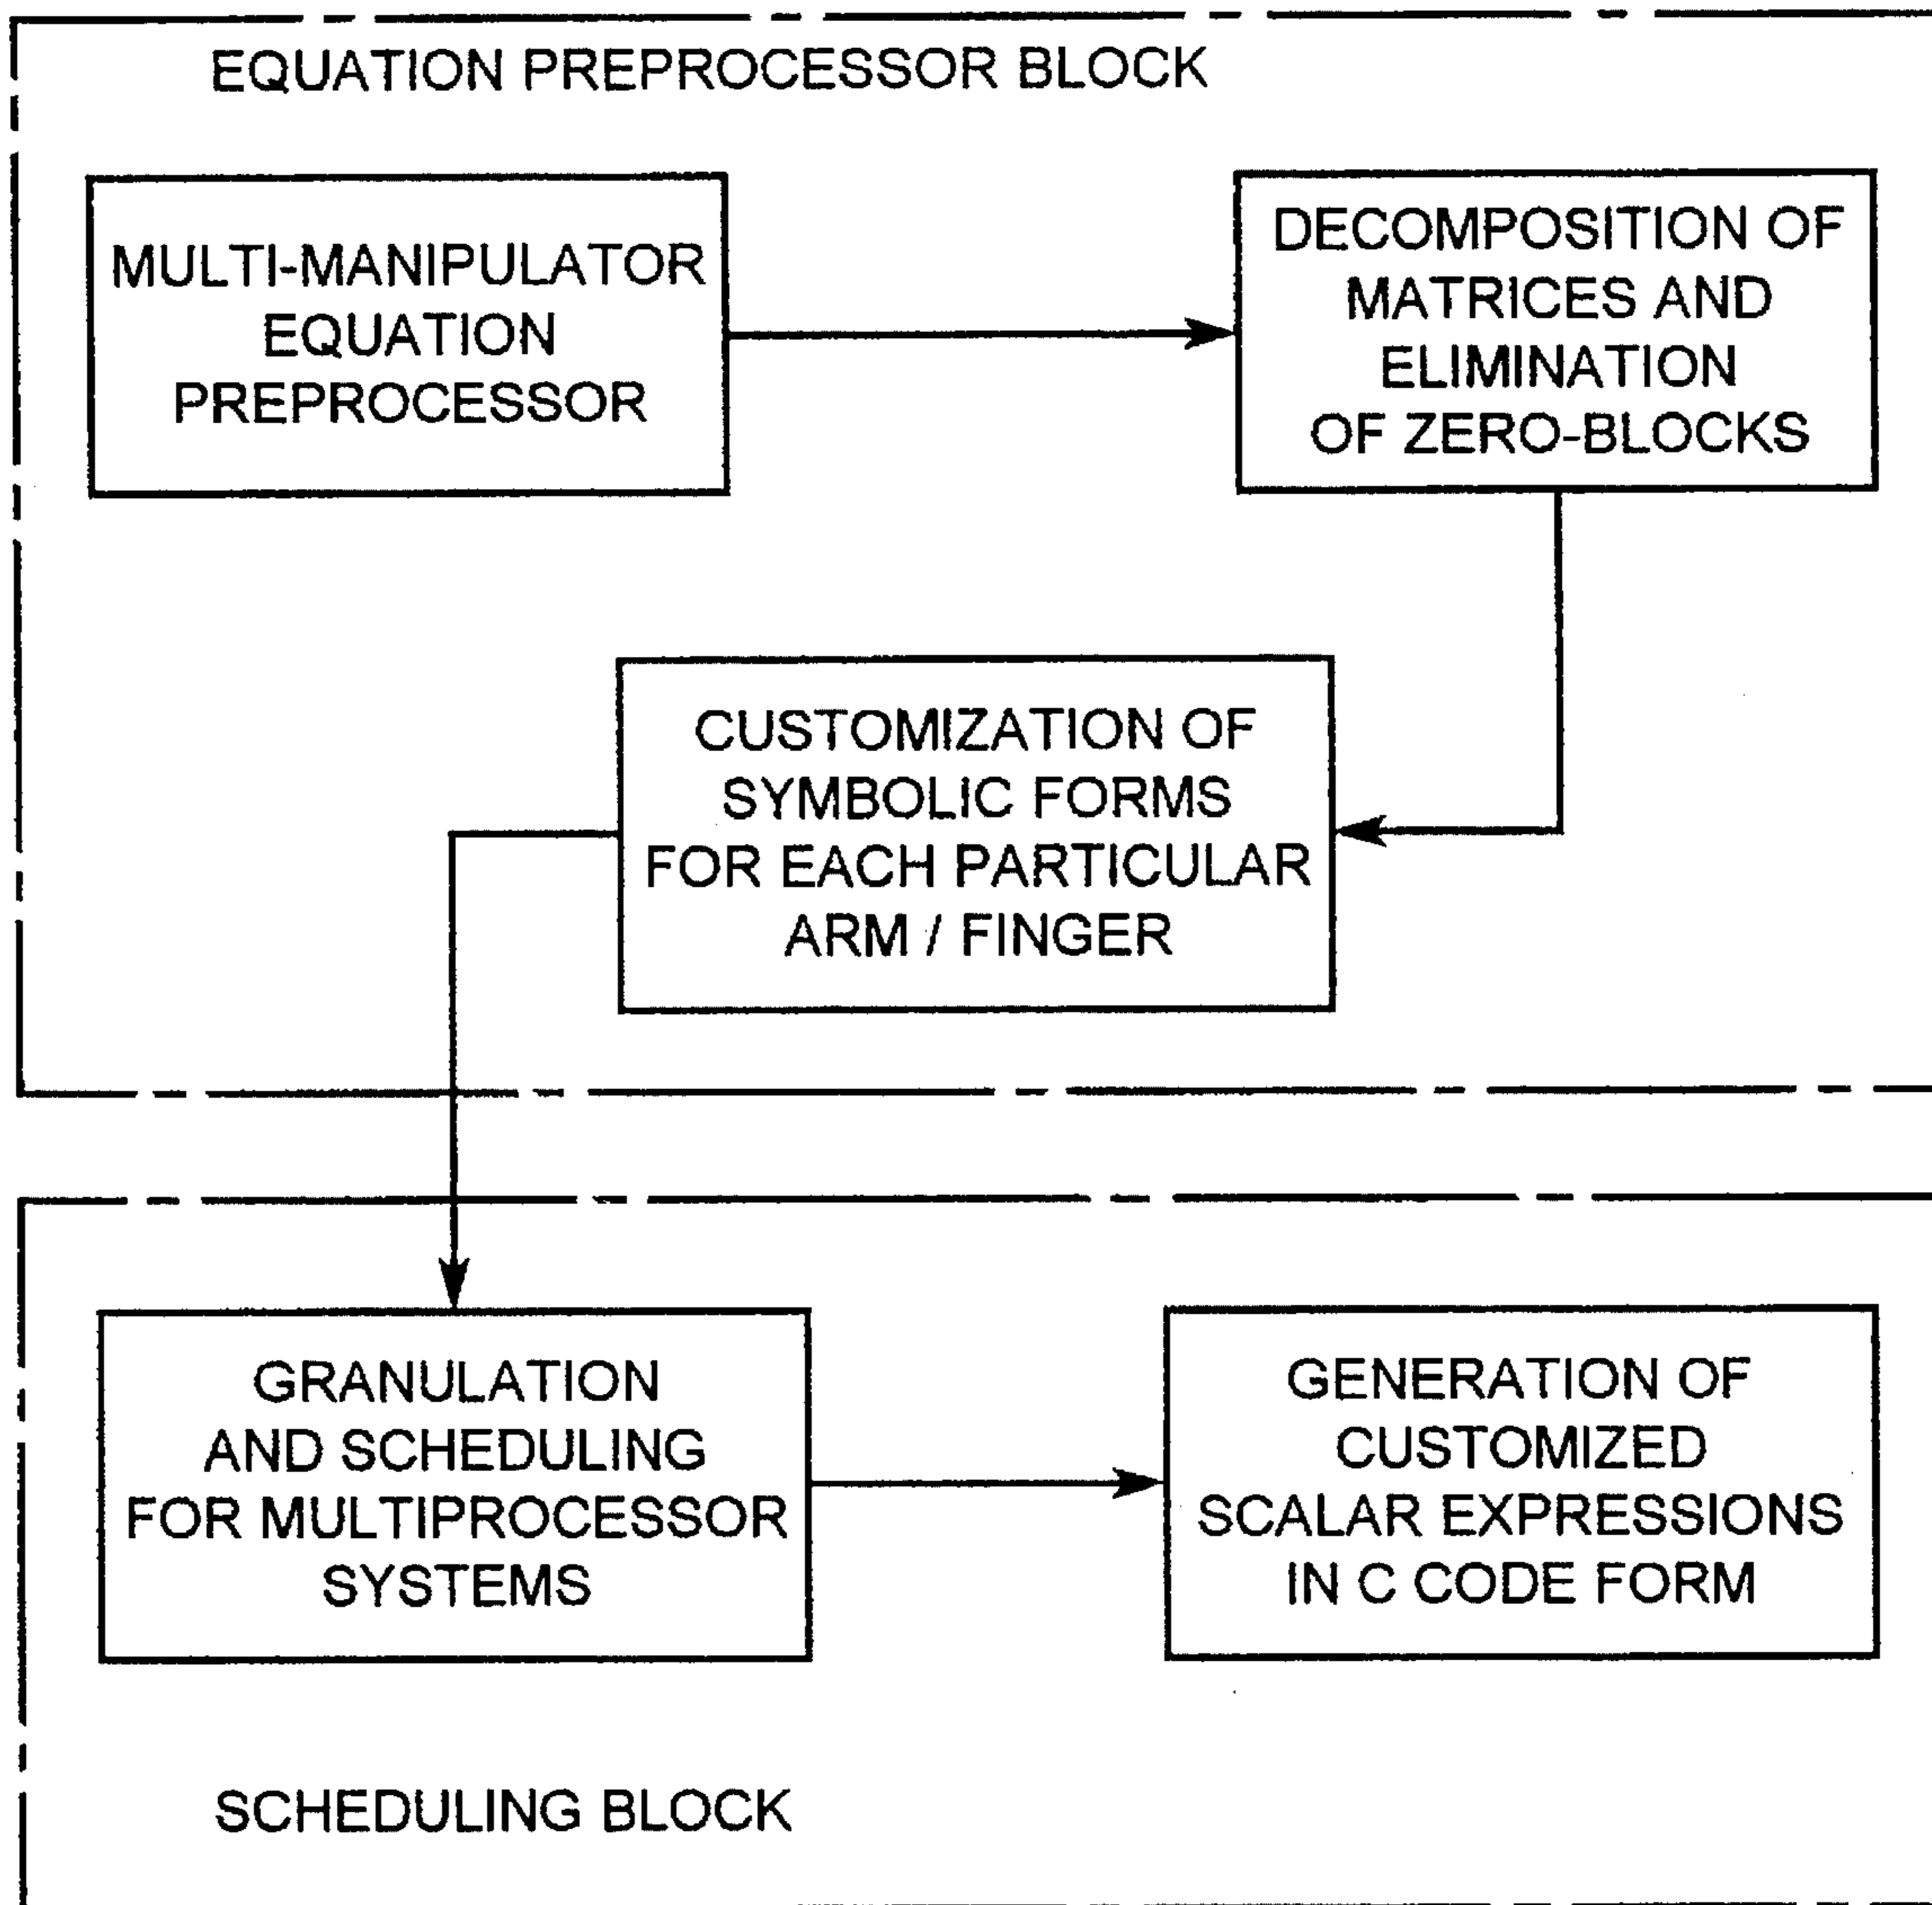 EQUATION PREPROCESSOR BLOCK
MULTI-MANIPULATOR
EQUATION
PREPROCESSOR
DECOMPOSITION OF
MATRICES AND
ELIMINATION
OF ZERO-BLOCKS
CUSTOMIZATION OF
SYMBOLIC FORMS
FOR EACH PARTICULAR
ARM / FINGER
GRANULATION
AND SCHEDULING
FOR MULTIPROCESSOR
SYSTEMS
GENERATION OF
CUSTOMIZED
SCALAR EXPRESSIONS
IN C CODE FORM
SCHEDULING BLOCK